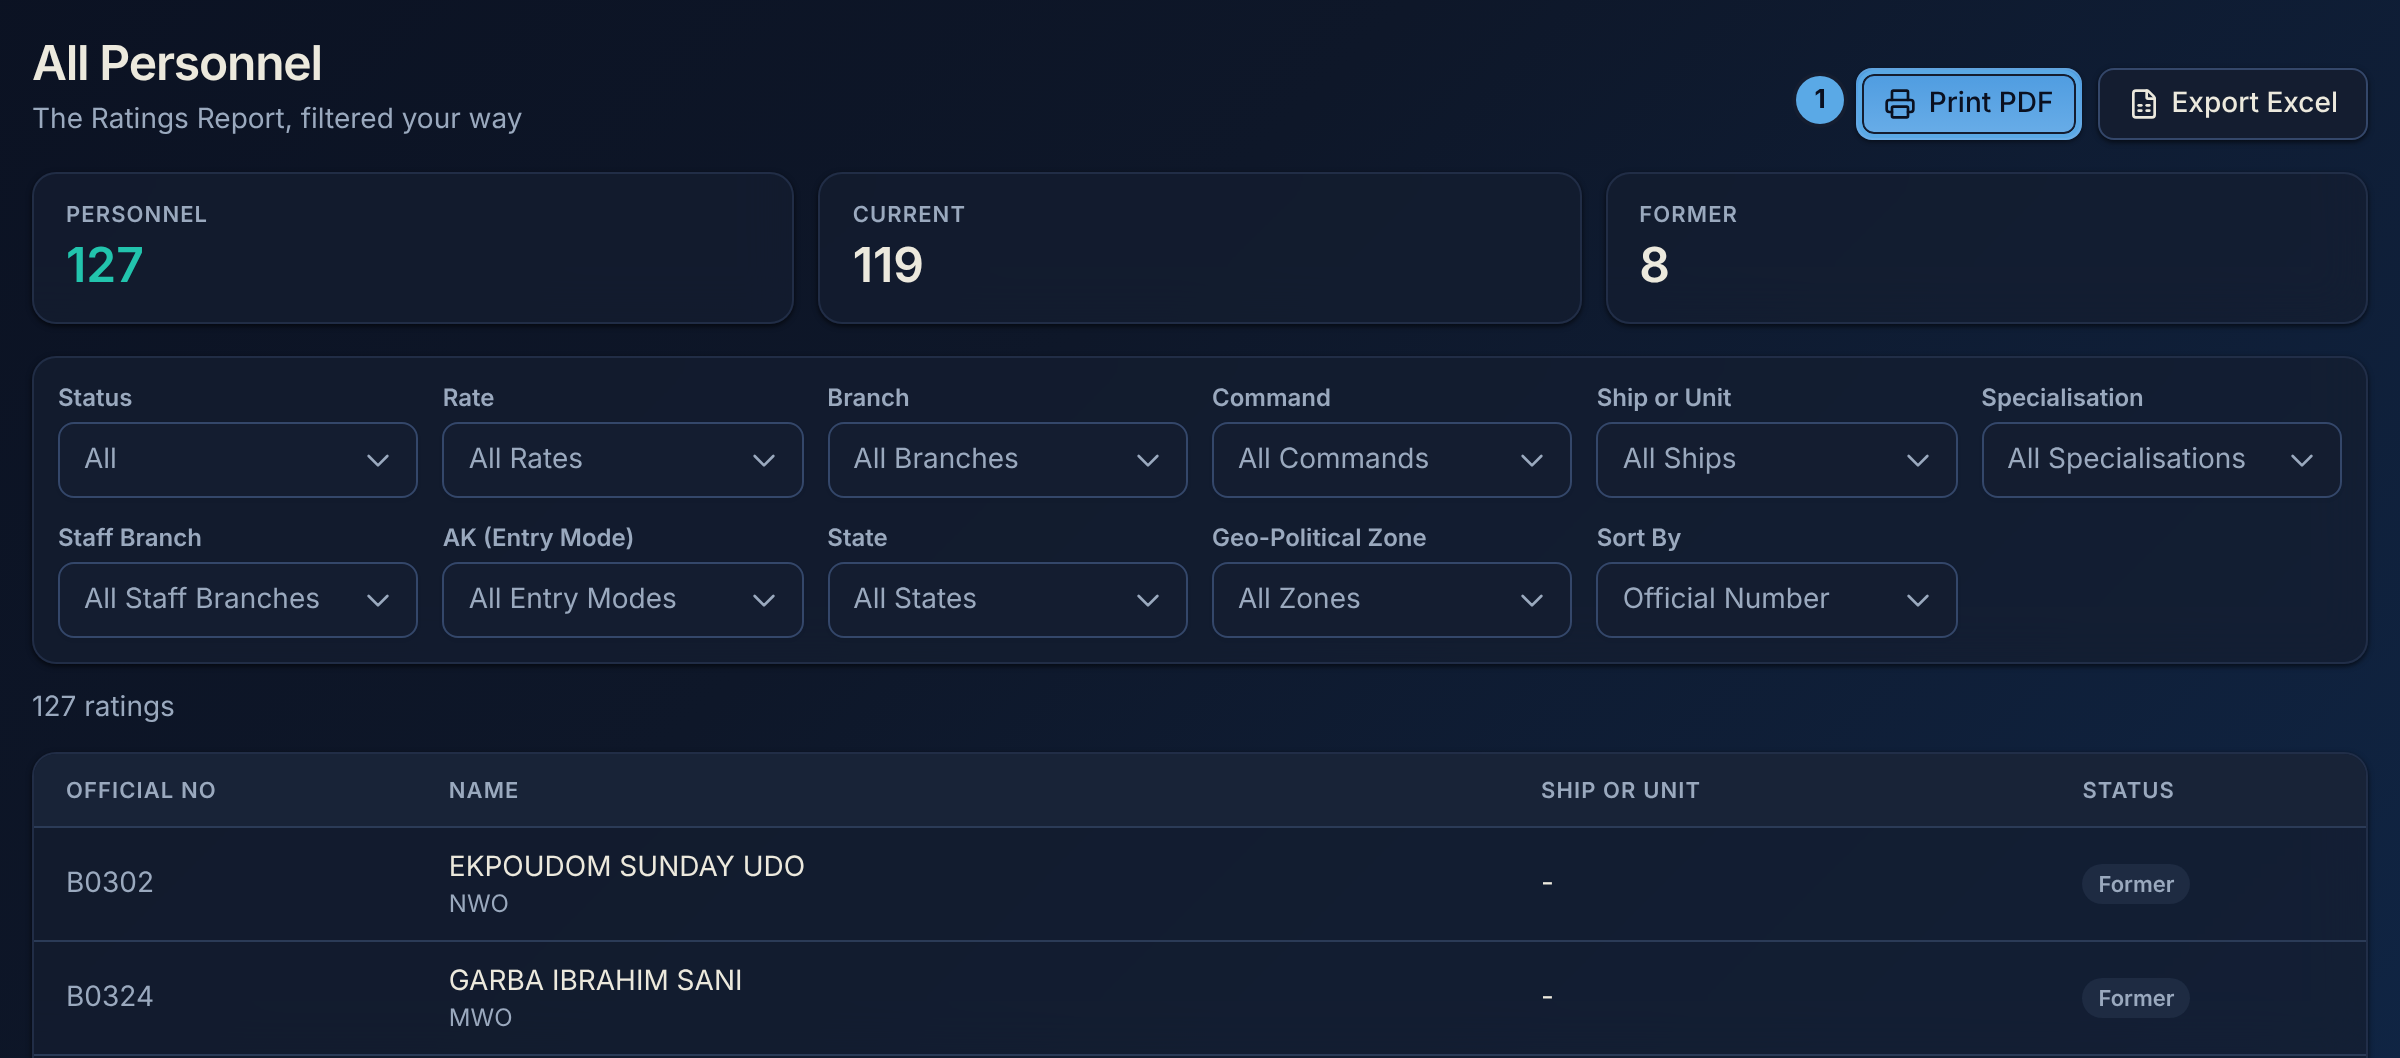 All Personnel
The Ratings Report, filtered your way
1
Print PDF
Export Excel
PERSONNEL
127
CURRENT
119
FORMER
8
Status
Rate
Branch
Command
Ship or Unit
Specialisation
All
All Rates
All Branches
All Commands
All Ships
All Specialisations
Staff Branch
AK (Entry Mode)
State
Geo-Political Zone
Sort By
All Staff Branches
All Entry Modes
All States
All Zones
Official Number
127 ratings
OFFICIAL NO
NAME
SHIP OR UNIT
STATUS
B0302
EKPOUDOM SUNDAY UDO
NWO
-
Former
B0324
GARBA IBRAHIM SANI
MWO
-
Former